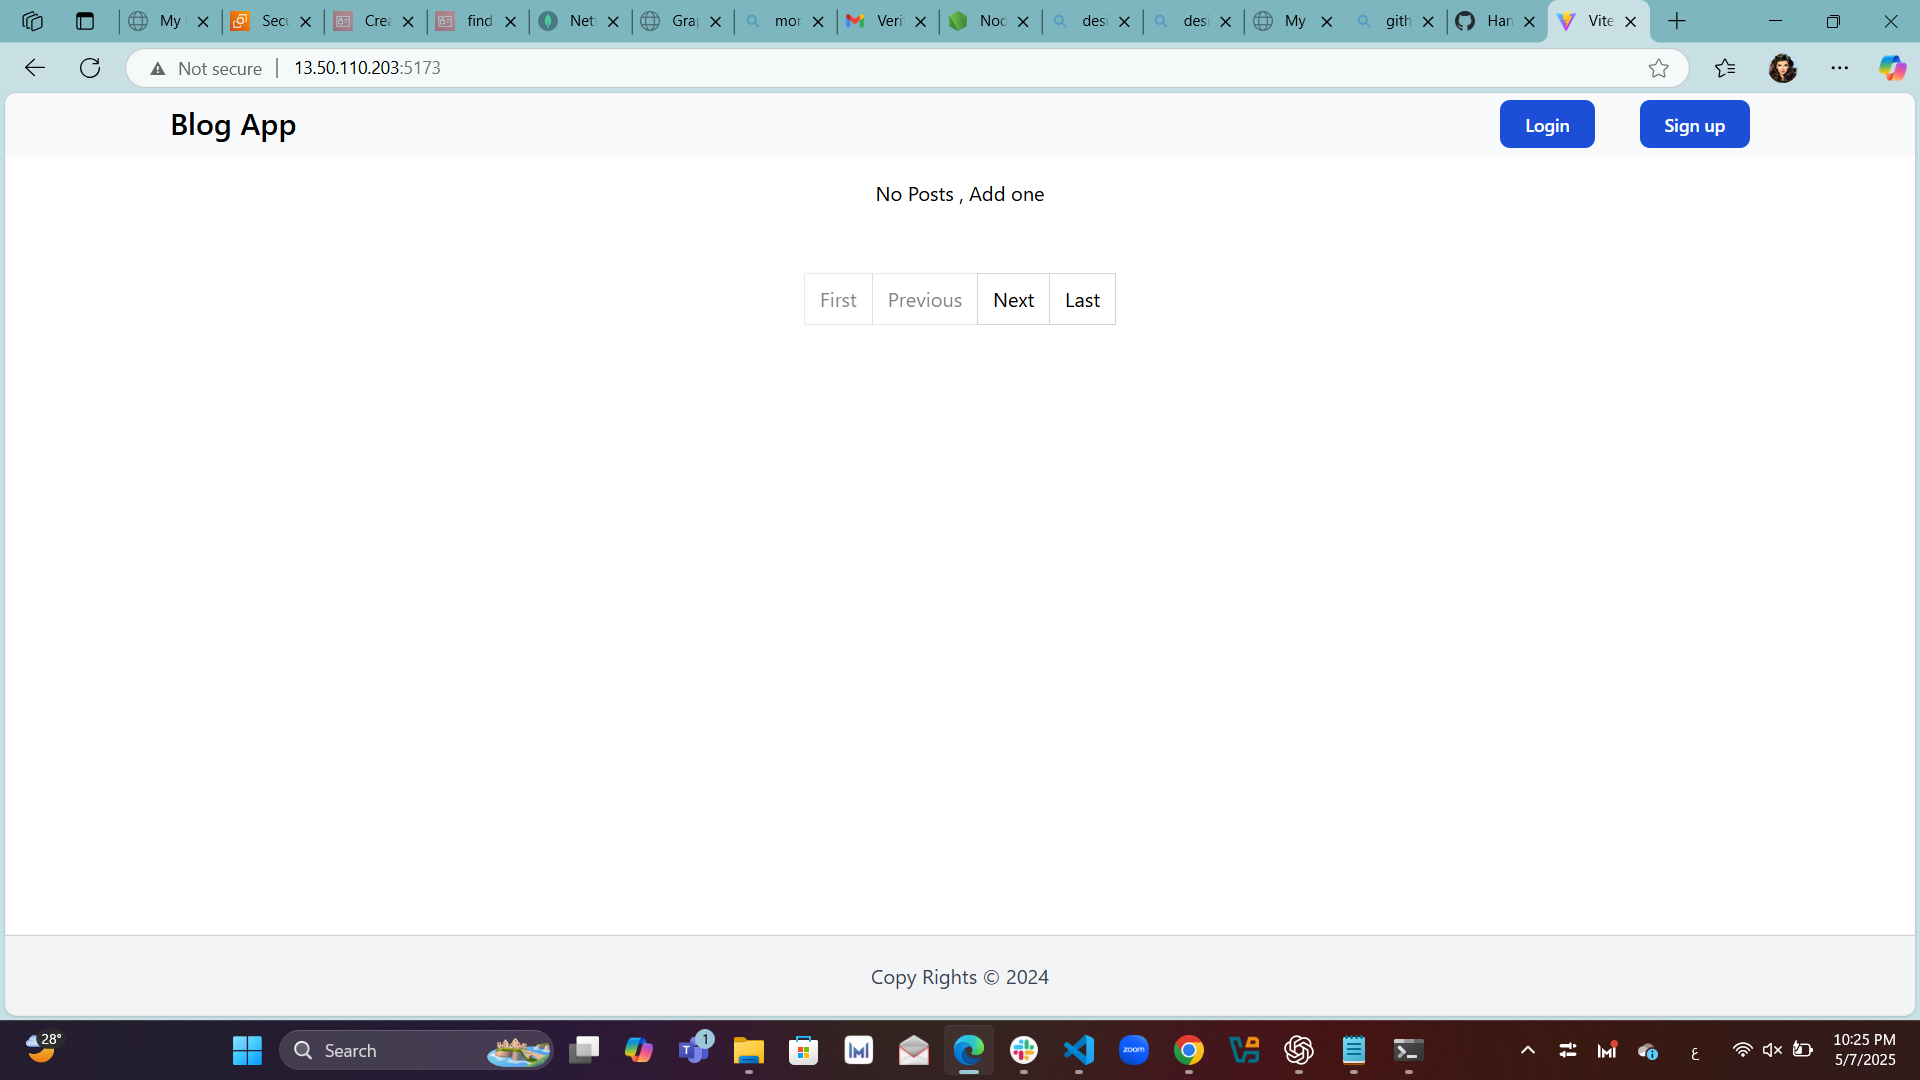 My
Secu
Crea
find
Netw
Grap
mor
Veri
Noc
desi
desi
My
gith
Han
Vite
Not secure
13.50.110.203:5173
Blog App
Login
Sign up
No Posts , Add one
First
Previous
Next
Last
Copy Rights © 2024
28°
Search
T
1
zoom
ع
10:25 PM
5/7/2025